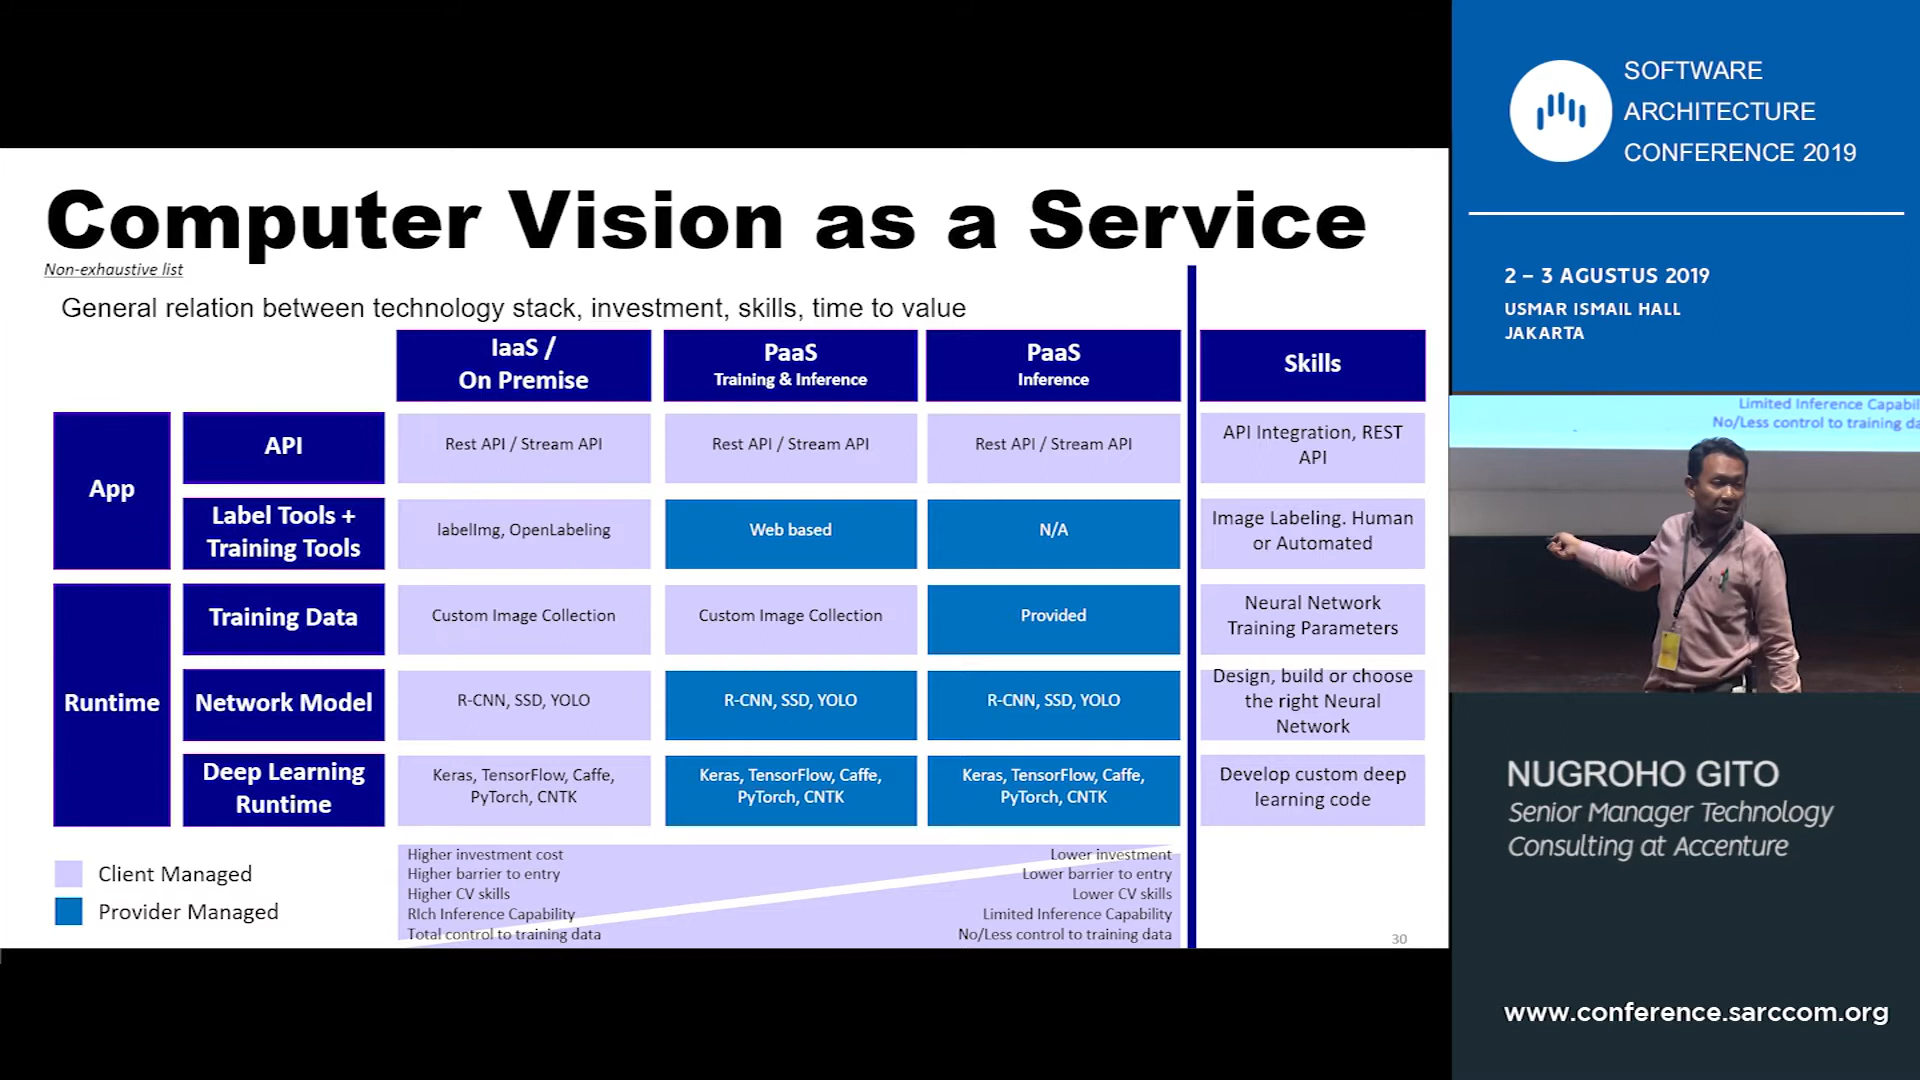 Computer Vision as a Service
Non-exhaustive list
General relation between technology stack, investment, skills, time to value
IaaS /
On Premise
PaaS
Training & Inference
PaaS
Inference
Skills
App
API
Rest API / Stream API
Rest API / Stream API
Rest API / Stream API
API Integration, REST
API
Label Tools +
Training Tools
labelImg, OpenLabeling
Web based
N/A
Image Labeling. Human
or Automated
Runtime
Training Data
Custom Image Collection
Custom Image Collection
Provided
Neural Network
Training Parameters
Network Model
R-CNN, SSD, YOLO
R-CNN, SSD, YOLO
R-CNN, SSD, YOLO
Design, build or choose
the right Neural
Network
Deep Learning
Runtime
Keras, TensorFlow, Caffe,
PyTorch, CNTK
Keras, TensorFlow, Caffe,
PyTorch, CNTK
Keras, TensorFlow, Caffe,
PyTorch, CNTK
Develop custom deep
learning code
Client Managed
Provider Managed
Higher investment cost
Higher barrier to entry
Higher CV skills
RIch Inference Capability
Total control to training data
Lower investment
Lower barrier to entry
Lower CV skills
Limited Inference Capability
No/Less control to training data
30
SOFTWARE
ARCHITECTURE
CONFERENCE 2019
2 – 3 AGUSTUS 2019
USMAR ISMAIL HALL
JAKARTA
Limited Inference Capabil
No/Less control to training da
NUGROHO GITO
Senior Manager Technology
Consulting at Accenture
www.conference.sarccom.org